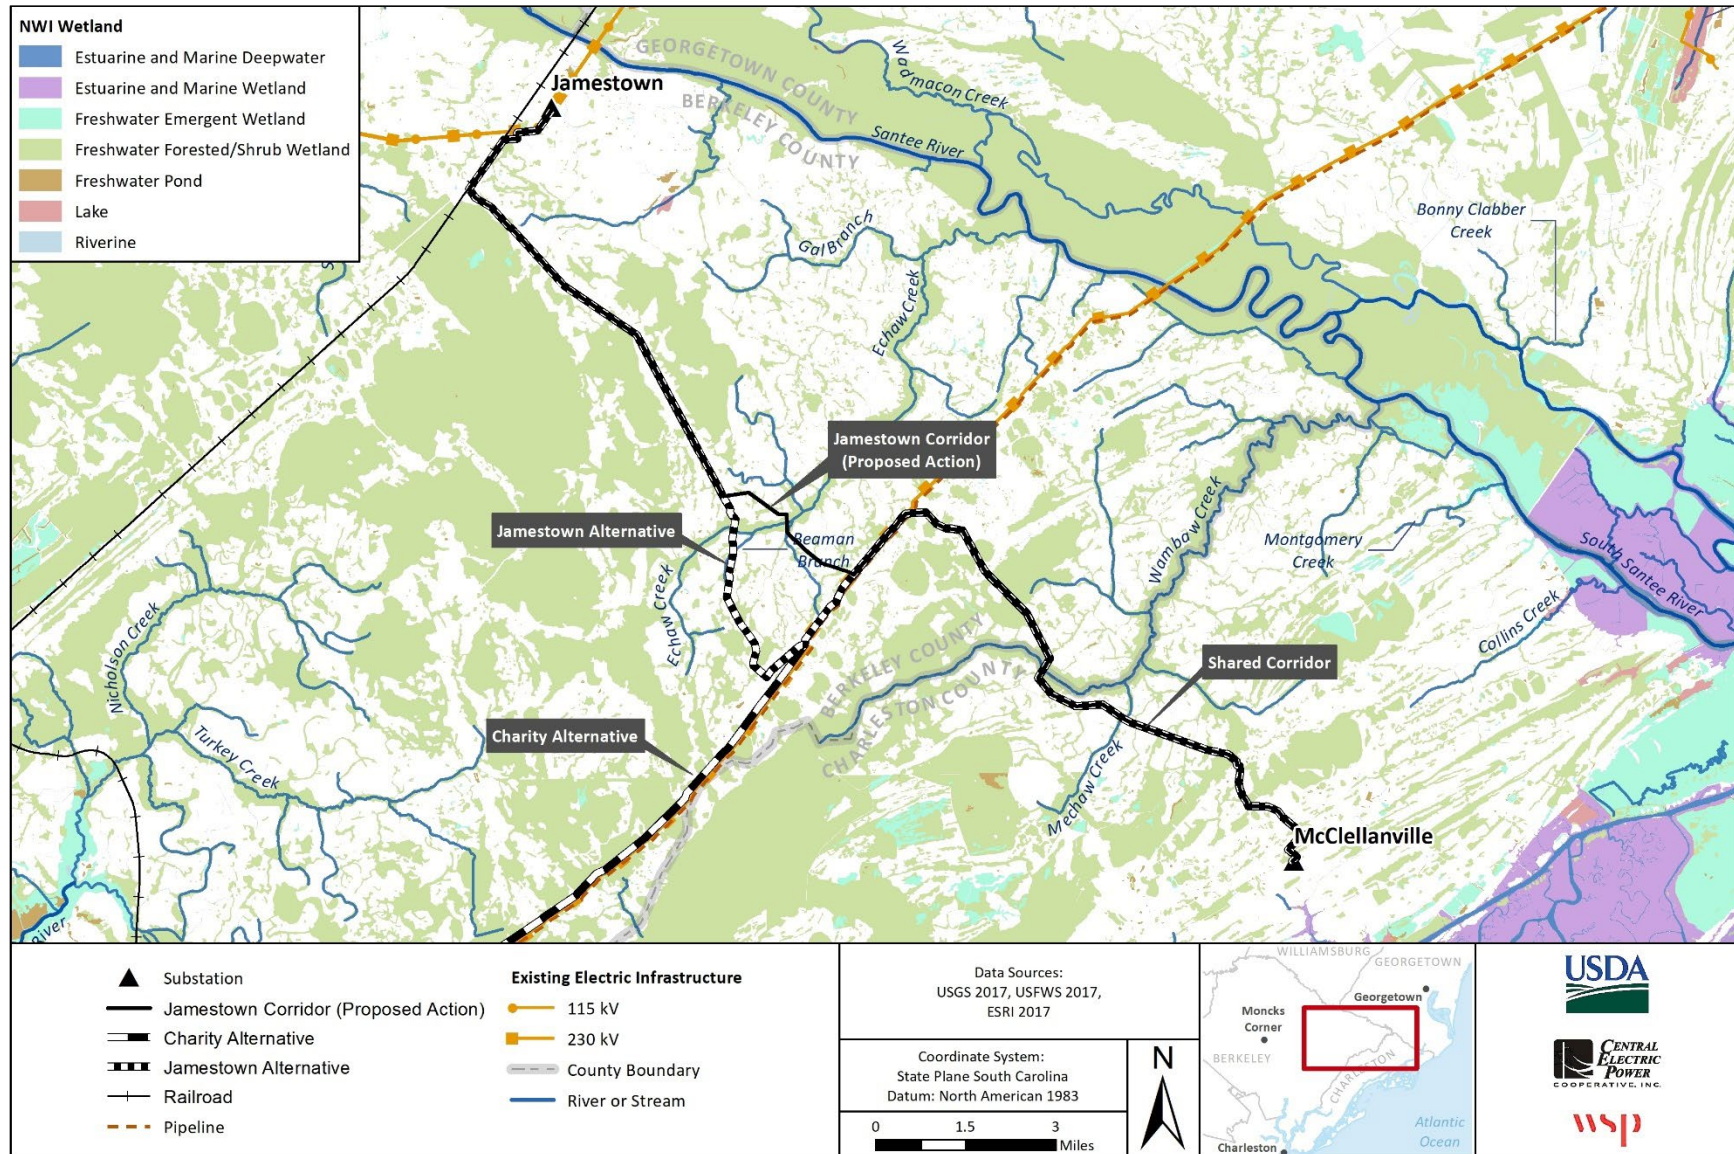 NWI Wetland
Estuarine and Marine Deepwater
Estuarine and Marine Wetland
Freshwater Emergent Wetland
Freshwater Forested/Shrub Wetland
Freshwater Pond
Lake
Riverine
GEORGETOWN COUNTY
BERKELEY COUNTY
Wadmacon Creek
Jamestown
Santee River
Bonny Clabber
Creek
Gal Branch
Echaw Creek
Jamestown Corridor
(Proposed Action)
Jamestown Alternative
Beaman
Branch
Wambaw Creek
Montgomery
Creek
South Santee River
Echaw Creek
Collins Creek
Nicholson Creek
BERKELEY COUNTY
CHARLESTON COUNTY
Shared Corridor
Charity Alternative
Turkey Creek
Mechaw Creek
McClellanville
River
Substation
Jamestown Corridor (Proposed Action)
Charity Alternative
Jamestown Alternative
Railroad
Pipeline
Existing Electric Infrastructure
115 kV
230 kV
County Boundary
River or Stream
Data Sources:
USGS 2017, USFWS 2017,
ESRI 2017
Coordinate System:
State Plane South Carolina
Datum: North American 1983
0 1.5 3
Miles
N
WILLIAMSBURG
GEORGETOWN
Georgetown
Moncks
Corner
BERKELEY
CHARLESTON
Atlantic
Ocean
Charleston
USDA
CENTRAL
ELECTRIC
POWER
COOPERATIVE, INC.
wsp